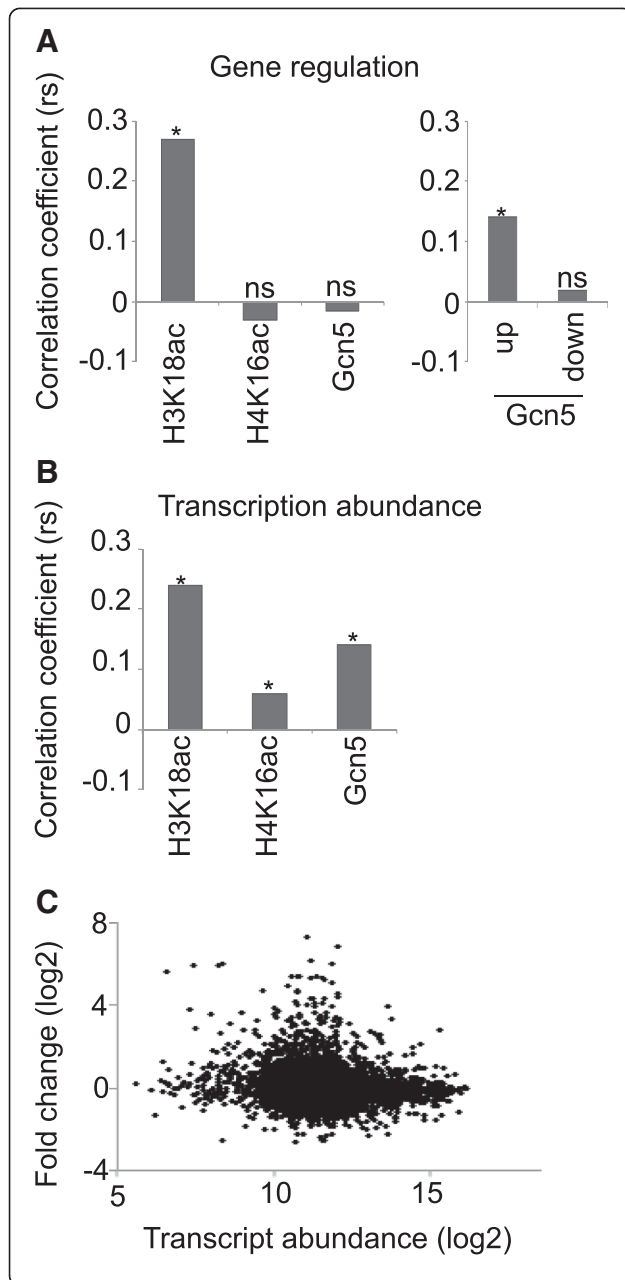 A
Gene regulation
Correlation coefficient (rs)
0.3
0.2
0.1
0
-0.1
*
ns
ns
H3K18ac
H4K16ac
Gcn5
0.3
0.2
0.1
0
-0.1
*
ns
up
down
Gcn5
B
Transcription abundance
Correlation coefficient (rs)
0.3
0.2
0.1
0
-0.1
*
*
*
H3K18ac
H4K16ac
Gcn5
C
Fold change (log2)
8
4
0
-4
5
10
15
Transcript abundance (log2)